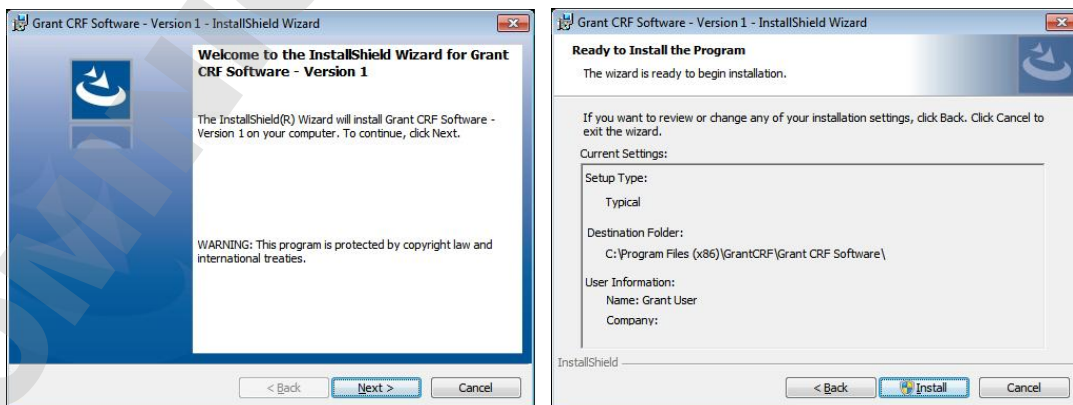 Grant CRF Software - Version 1 - InstallShield Wizard
Welcome to the InstallShield Wizard for Grant
CRF Software - Version 1
The InstallShield(R) Wizard will install Grant CRF Software -
Version 1 on your computer. To continue, click Next.
WARNING: This program is protected by copyright law and
international treaties.
< Back
Next >
Cancel
Grant CRF Software - Version 1 - InstallShield Wizard
Ready to Install the Program
The wizard is ready to begin installation.
If you want to review or change any of your installation settings, click Back. Click Cancel to
exit the wizard.
Current Settings:
Setup Type:
Typical
Destination Folder:
C:\Program Files (x86)\GrantCRF\Grant CRF Software\
User Information:
Name: Grant User
Company:
InstallShield
< Back
Install
Cancel